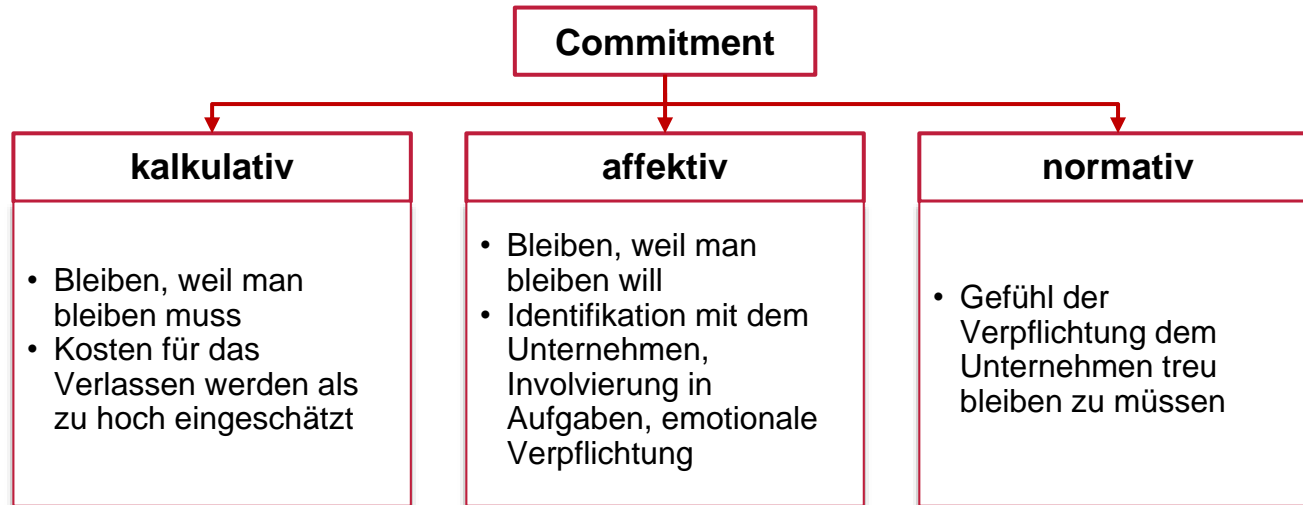 Commitment
kalkulativ
• Bleiben, weil man
bleiben muss
• Kosten für das
Verlassen werden als
zu hoch eingeschätzt
affektiv
• Bleiben, weil man
bleiben will
• Identifikation mit dem
Unternehmen,
Involvierung in
Aufgaben, emotionale
Verpflichtung
normativ
• Gefühl der
Verpflichtung dem
Unternehmen treu
bleiben zu müssen